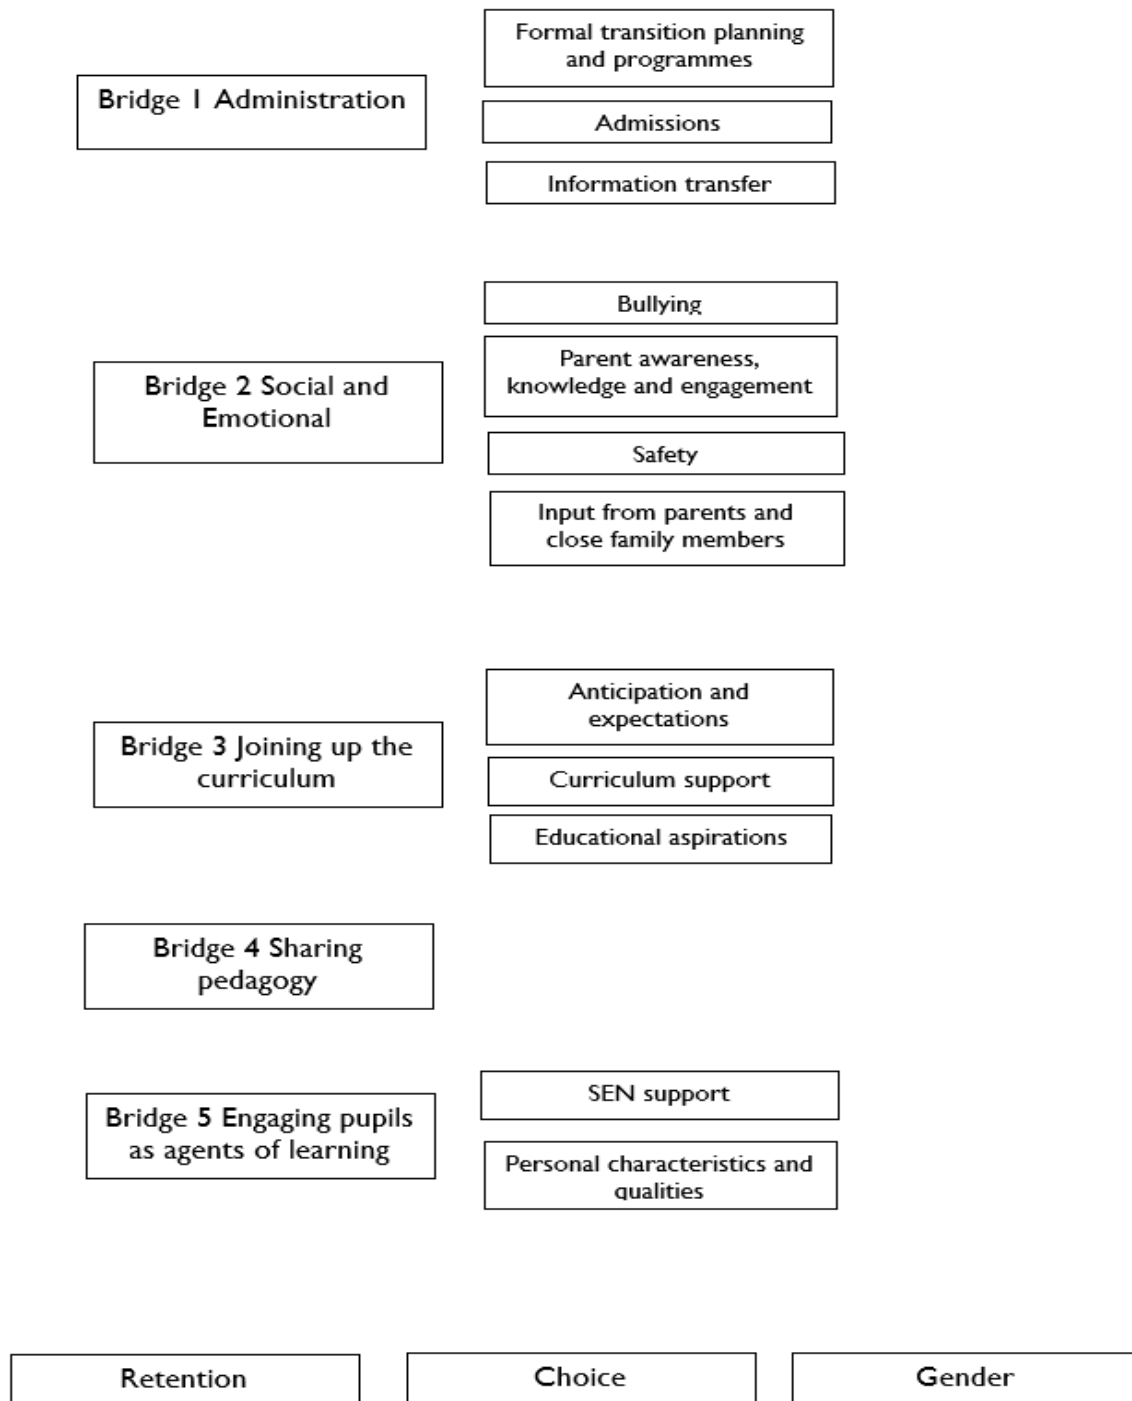 Formal transition planning
and programmes
Bridge 1 Administration
Admissions
Information transfer
Bullying
Parent awareness,
knowledge and engagement
Bridge 2 Social and
Emotional
Safety
Input from parents and
close family members
Anticipation and
expectations
Bridge 3 Joining up the
curriculum
Curriculum support
Educational aspirations
Bridge 4 Sharing
pedagogy
SEN support
Bridge 5 Engaging pupils
as agents of learning
Personal characteristics and
qualities
Retention
Choice
Gender